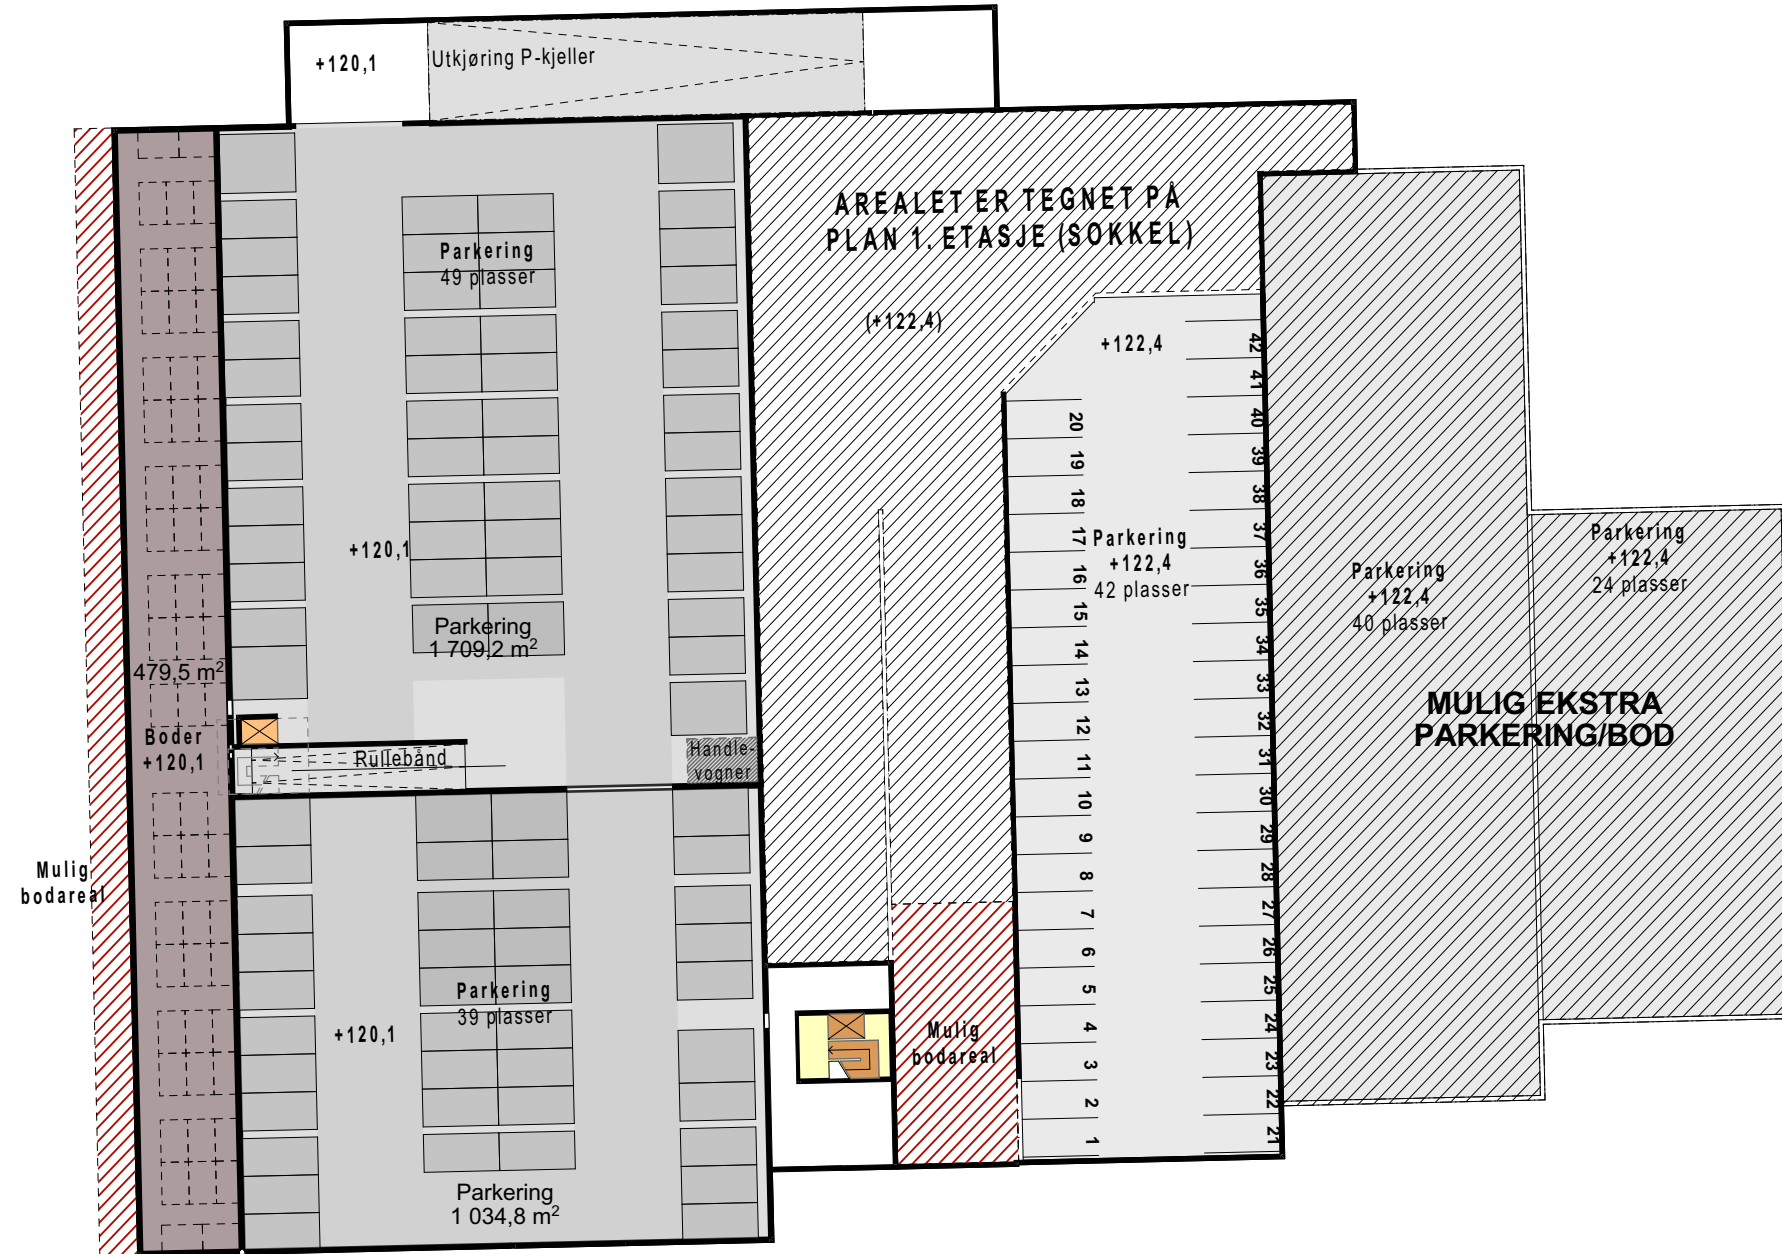 +120,1
Utkjøring P-kjeller
AREALET ER TEGNET PÅ
PLAN 1. ETASJE (SOKKEL)
(+122,4)
Parkering
49 plasser
+120,1
Parkering
1 709,2 m²
479,5 m²
Boder
+120,1
Rullebånd
Handle-
vogner
Mulig
bodareal
Parkering
39 plasser
+120,1
Parkering
1 034,8 m²
Mulig
bodareal
+122,4
Parkering
+122,4
42 plasser
20
19
18
17
16
15
14
13
12
11
10
9
8
7
6
5
4
3
2
1
42
41
40
39
38
37
36
35
34
33
32
31
30
29
28
27
26
25
24
23
22
21
Parkering
+122,4
40 plasser
Parkering
+122,4
24 plasser
MULIG EKSTRA
PARKERING/BOD